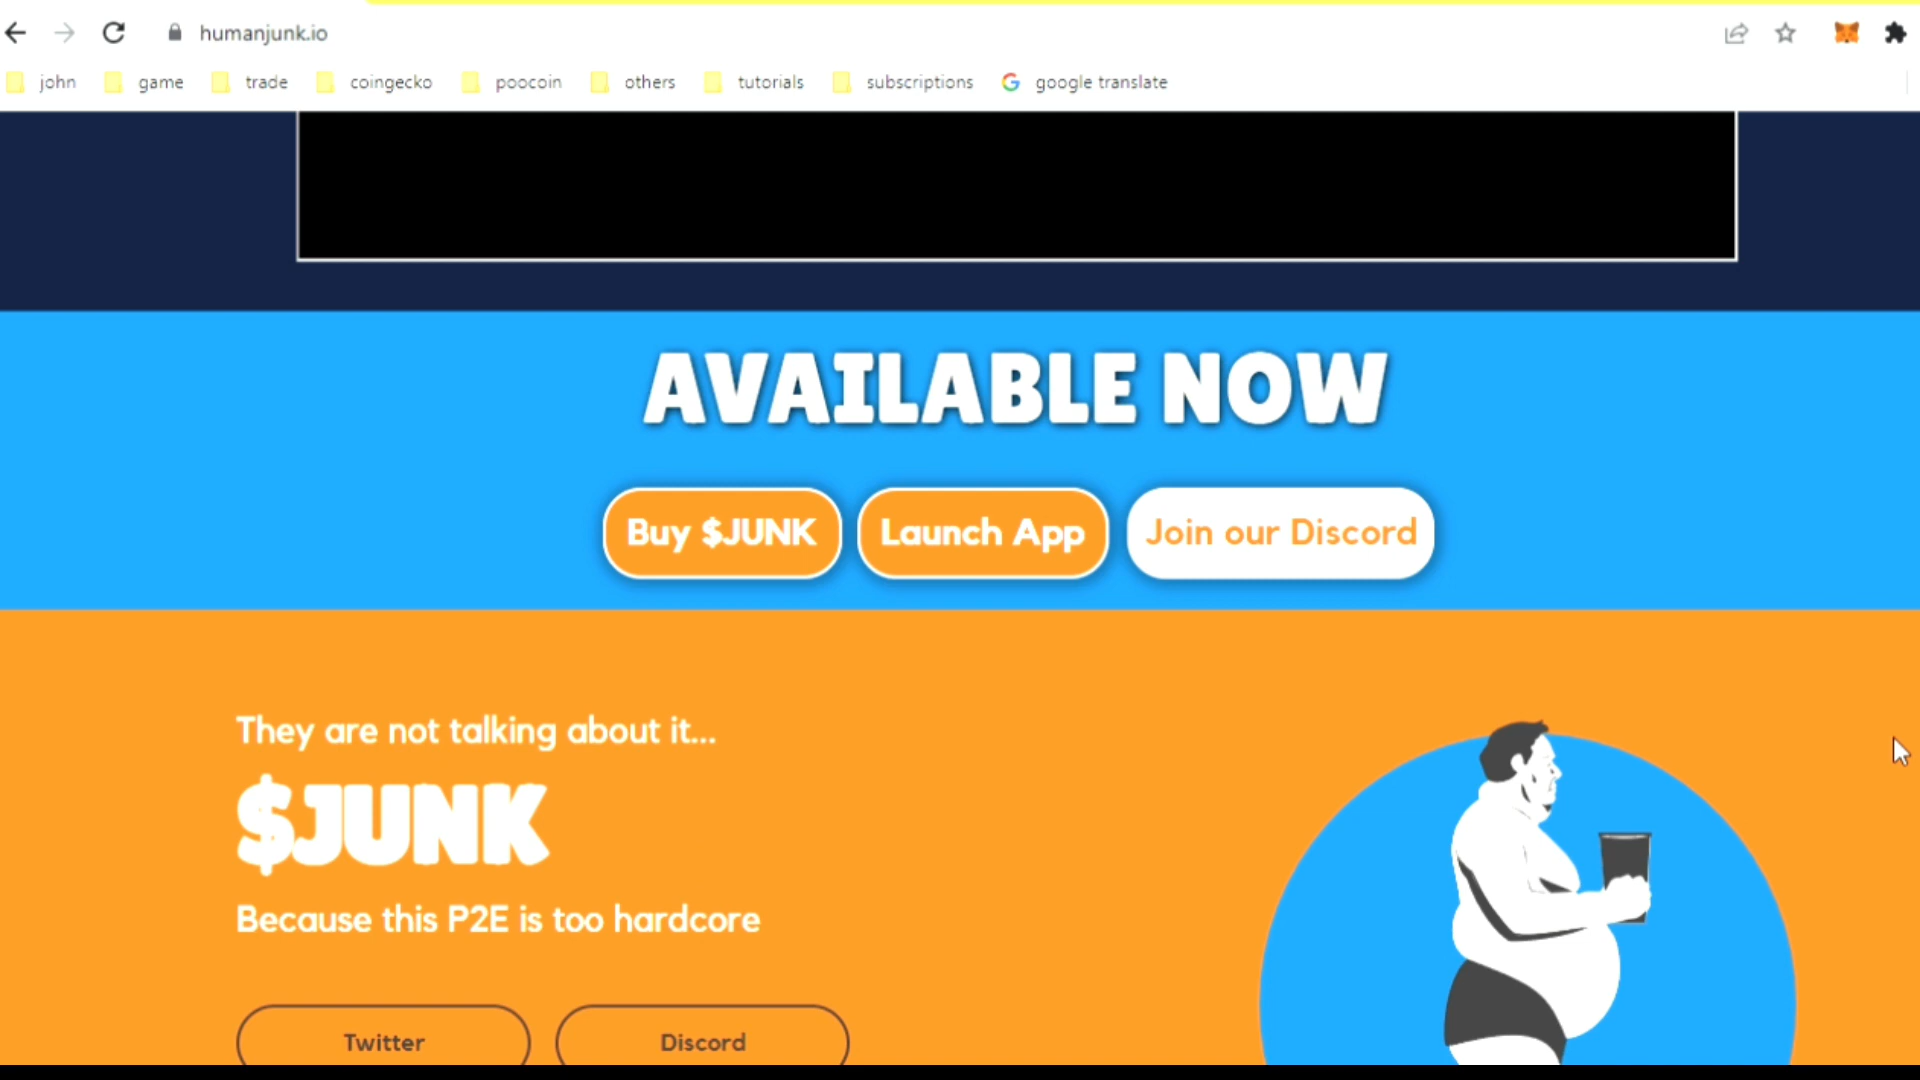 humanjunk.io
john game trade coingecko poocoin others tutorials subscriptions google translate
AVAILABLE NOW
Buy $JUNK Launch App Join our Discord
They are not talking about it...
$JUNK
Because this P2E is too hardcore
Twitter Discord